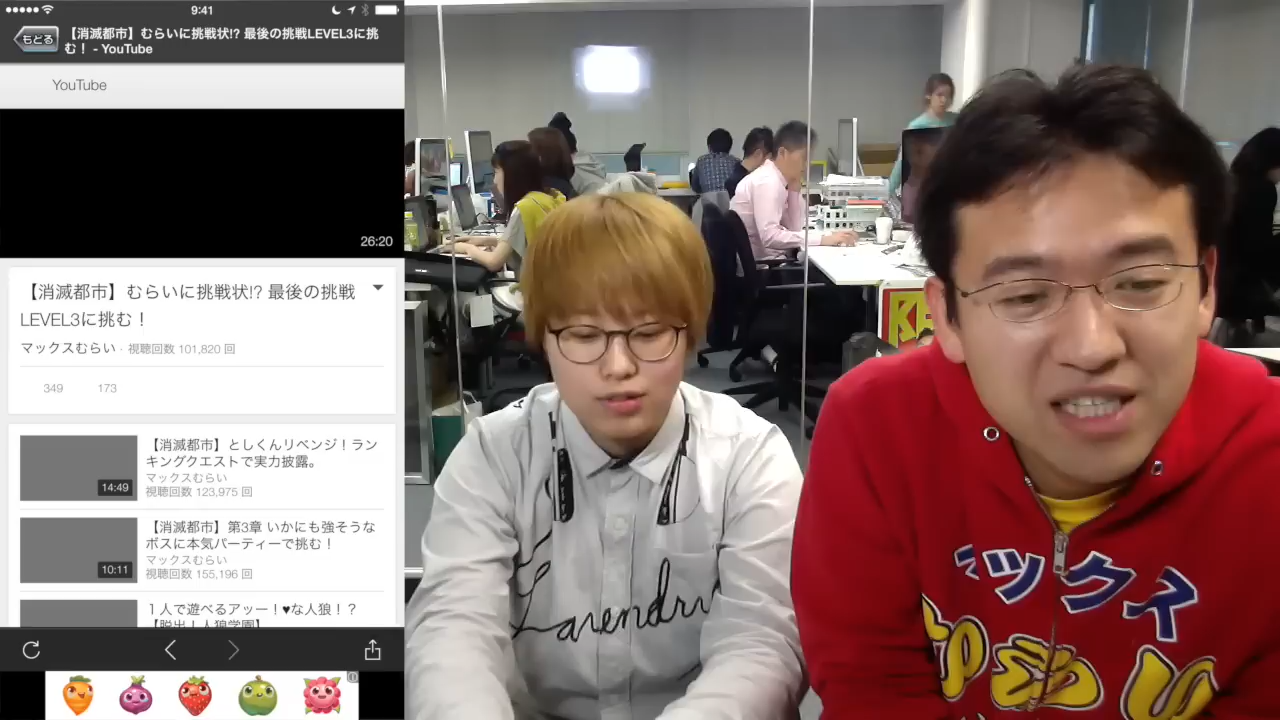 9:41
もどる
【消滅都市】むらいに挑戦状!? 最後の挑戦LEVEL3に挑
む！ - YouTube
YouTube
26:20
【消滅都市】むらいに挑戦状!? 最後の挑戦
LEVEL3に挑む！
マックスむらい · 視聴回数 101,820 回
349 173
【消滅都市】としくんリベンジ！ラン
キングクエストで実力披露。
マックスむらい
視聴回数 123,975 回
14:49
【消滅都市】第3章 いかにも強そうな
ボスに本気パーティーで挑む！
マックスむらい
視聴回数 155,196 回
10:11
１人で遊べるアッー！♥な人狼！？
【脱出！人狼学園】
マックス
むらい